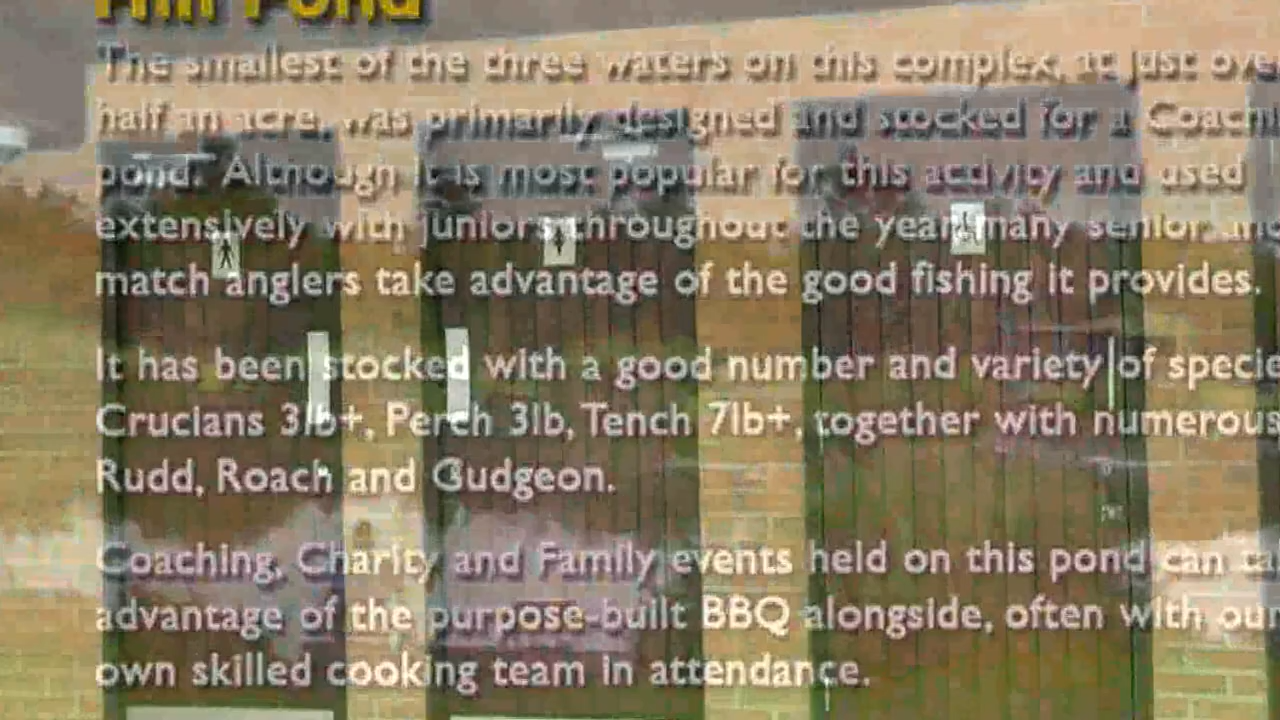 Pond
The smallest of the three waters on this complex, at just over
half an acre, was primarily designed and stocked for a Coachi
pond. Although it is most popular for this activity and used
extensively with juniors throughout the year, many senior and
match anglers take advantage of the good fishing it provides.
It has been stocked with a good number and variety of specie
Crucians 3lb+, Perch 3lb, Tench 7lb+, together with numerous
Rudd, Roach and Gudgeon.
Coaching, Charity and Family events held on this pond can ta
advantage of the purpose-built BBQ alongside, often with our
own skilled cooking team in attendance.